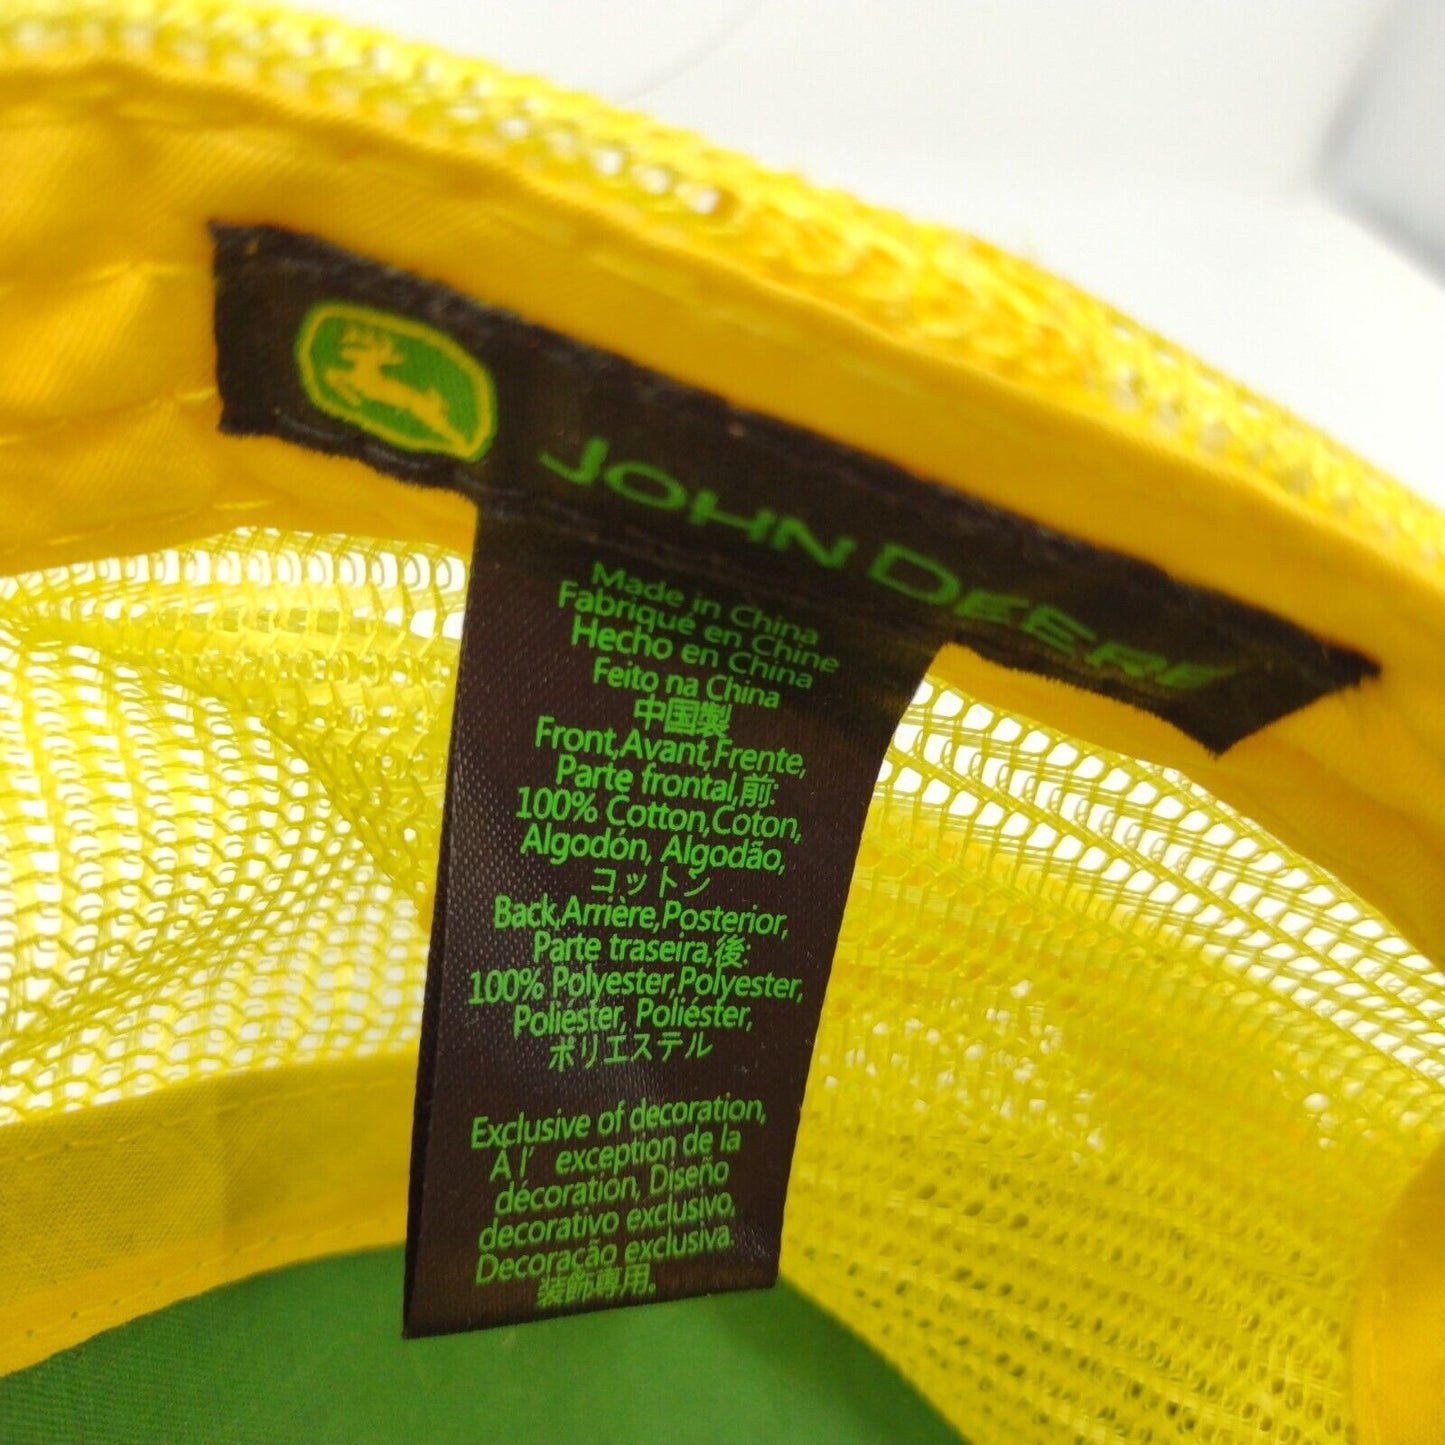 JOHN DEERE
Made in China
Fabriqué en Chine
Hecho en China
Feito na China
中国製
Front,Avant,Frente,
Parte frontal,前:
100% Cotton,Coton,
Algodón, Algodão,
コットン
Back,Arrière,Posterior,
Parte traseira,後:
100% Polyester,Polyester,
Poliéster, Poliéster,
ポリエステル
Exclusive of decoration,
À l' exception de la
décoration, Diseño
decorativo exclusivo,
Decoração exclusiva.
装飾専用。